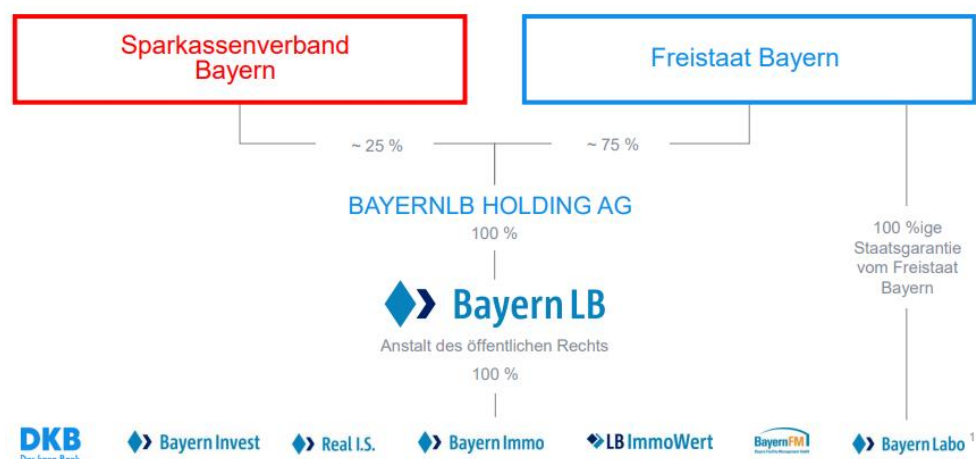 Sparkassenverband
Bayern
Freistaat Bayern
~ 25 %
~ 75 %
BAYERNLB HOLDING AG
100 %
100 %ige
Staatsgarantie
vom Freistaat
Bayern
Bayern LB
Anstalt des öffentlichen Rechts
100 %
DKB
Bayern Invest
Real I.S.
Bayern Immo
LB ImmoWert
BayernFM
Bayern Labo 1